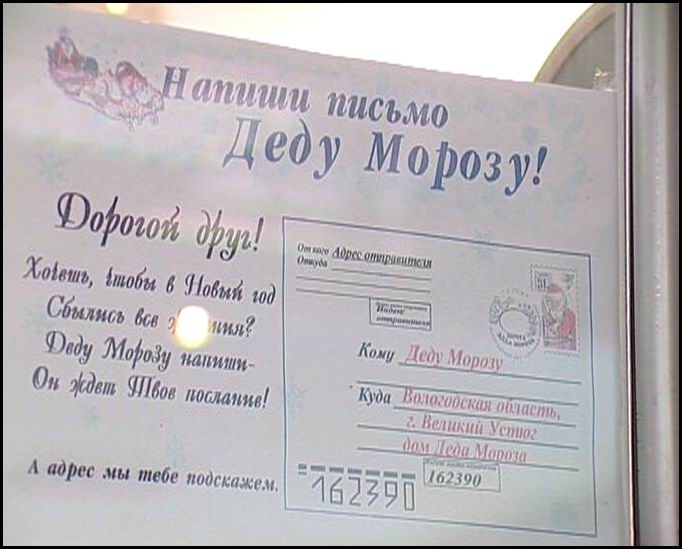 Напиши письмо
Деду Морозу!
Дорогой друг!
Хочешь, чтобы в Новый год
Сбылись все
Деду Морозу напиши-
Он ждет Твое послание!
А адрес мы тебе подскажем.
От кого Адрес отправителя
Откуда
Индекс
отправителя
Кому Деду Морозу
Куда Вологодская область,
г. Великий Устюг
дом Деда Мороза
162390
162390